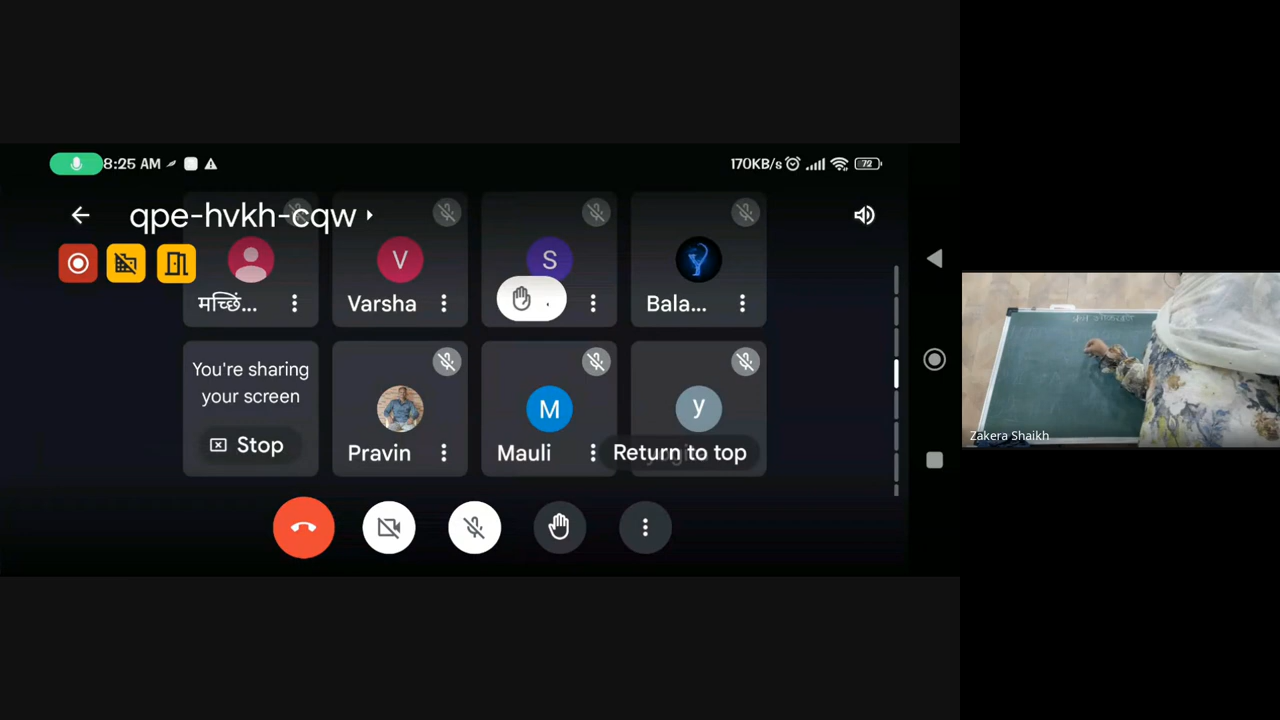 8:25 AM
170KB/s
72
qpe-hvkh-cqw
मच्छिं...
V
Varsha
S
.
Bala...
You're sharing
your screen
Stop
Pravin
M
Mauli
y
Return to top
Zakera Shaikh